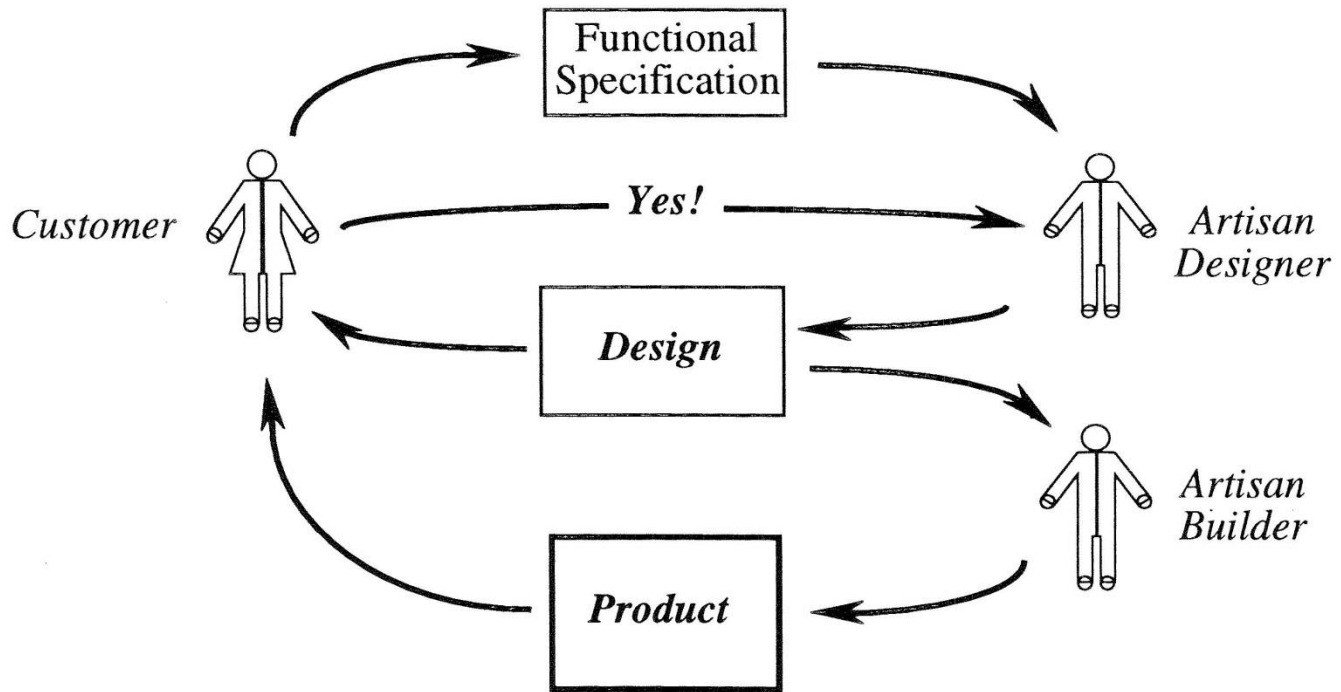 Functional
Specification
Customer
Yes!
Artisan
Designer
Design
Artisan
Builder
Product